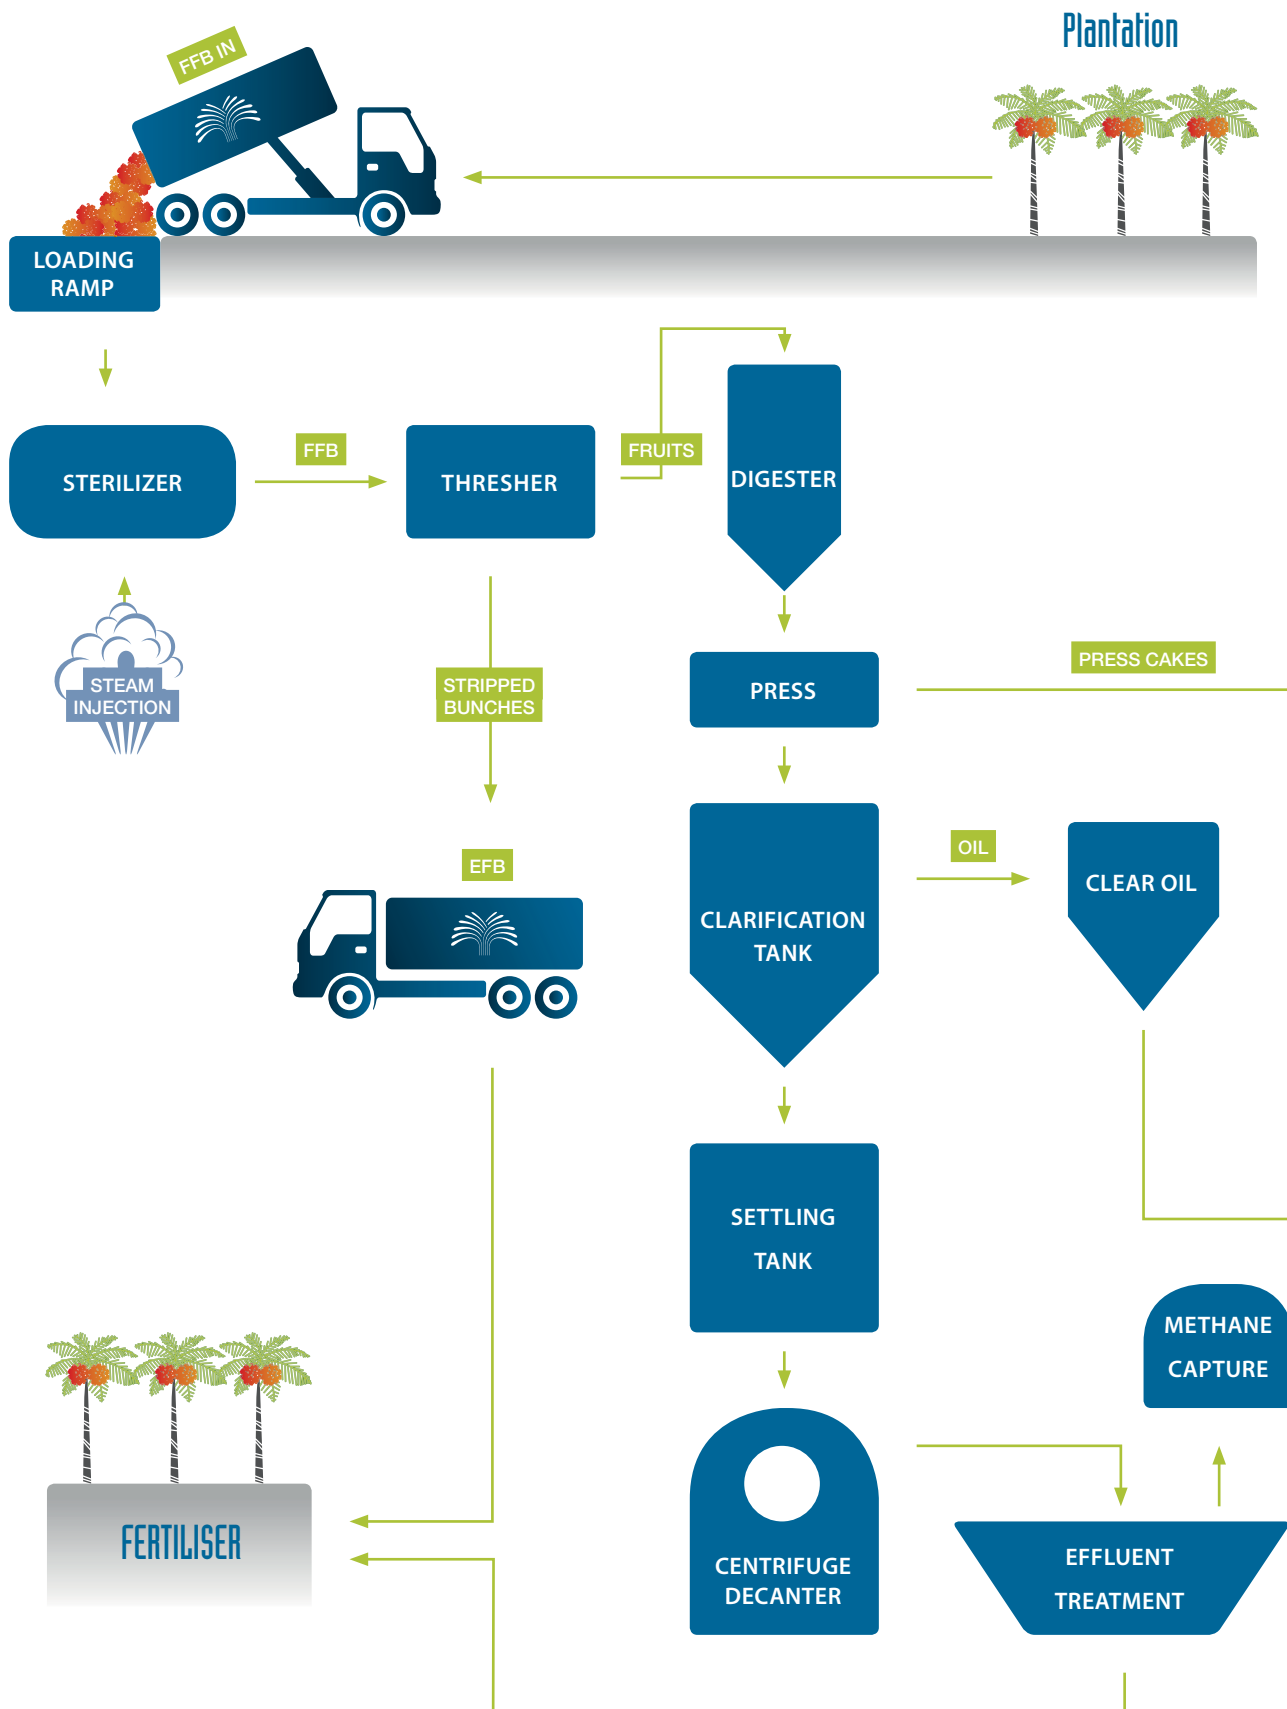 Plantation
FFB IN
LOADING
RAMP
FFB
FRUITS
STERILIZER
THRESHER
DIGESTER
STEAM
INJECTION
STRIPPED
BUNCHES
PRESS
PRESS CAKES
EFB
OIL
CLEAR OIL
CLARIFICATION
TANK
SETTLING
TANK
METHANE
CAPTURE
FERTILISER
CENTRIFUGE
DECANTER
EFFLUENT
TREATMENT